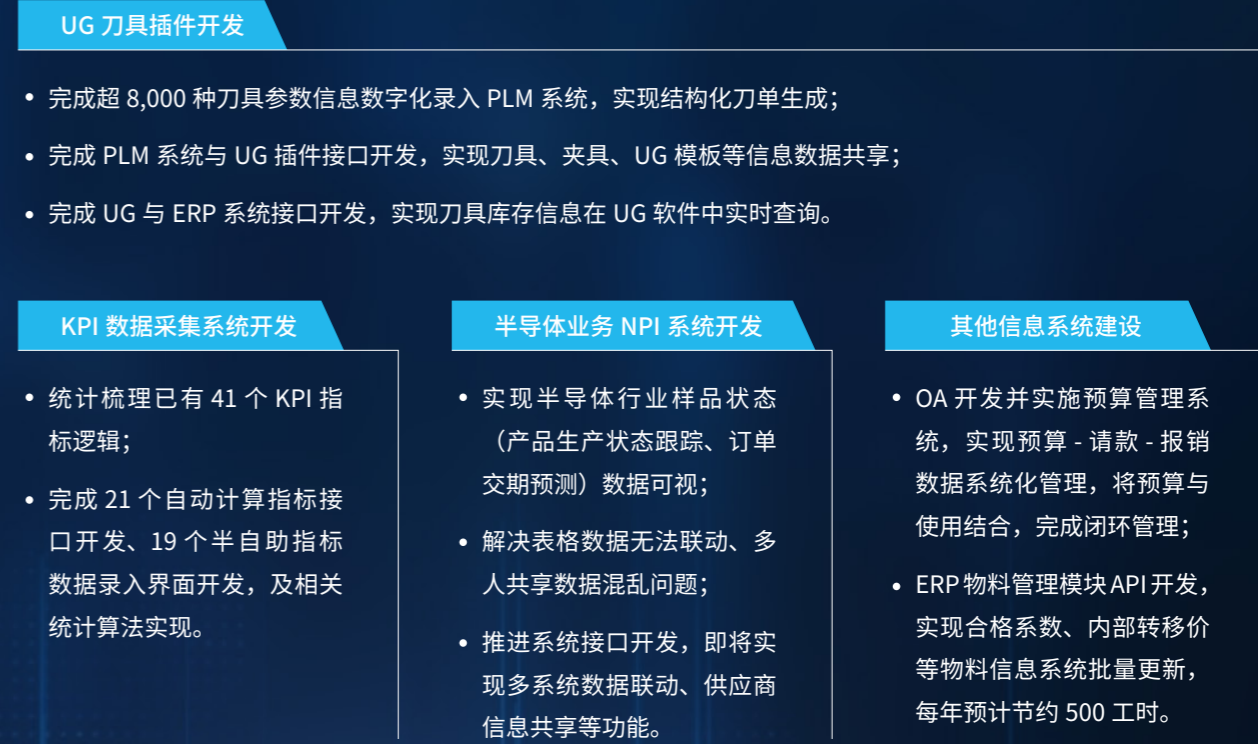 UG 刀具插件开发
• 完成超 8,000 种刀具参数信息数字化录入 PLM 系统，实现结构化刀单生成；
• 完成 PLM 系统与 UG 插件接口开发，实现刀具、夹具、UG 模板等信息数据共享；
• 完成 UG 与 ERP 系统接口开发，实现刀具库存信息在 UG 软件中实时查询。
KPI 数据采集系统开发
• 统计梳理已有 41 个 KPI 指
标逻辑；
• 完成 21 个自动计算指标接
口开发、19 个半自助指标
数据录入界面开发，及相关
统计算法实现。
半导体业务 NPI 系统开发
• 实现半导体行业样品状态
（产品生产状态跟踪、订单
交期预测）数据可视；
• 解决表格数据无法联动、多
人共享数据混乱问题；
• 推进系统接口开发，即将实
现多系统数据联动、供应商
信息共享等功能。
其他信息系统建设
• OA 开发并实施预算管理系
统，实现预算 - 请款 - 报销
数据系统化管理，将预算与
使用结合，完成闭环管理；
• ERP 物料管理模块 API 开发，
实现合格系数、内部转移价
等物料信息系统批量更新，
每年预计节约 500 工时。